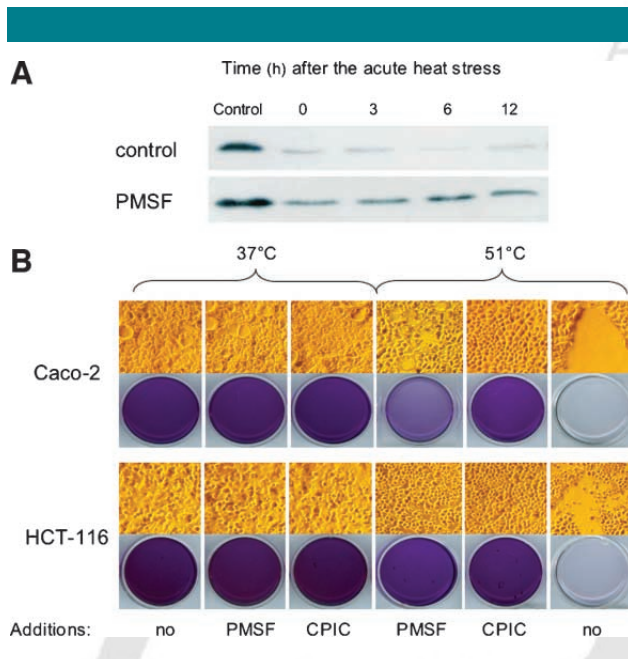 A
Time (h) after the acute heat stress
Control 0 3 6 12
control
PMSF
B
37°C 51°C
Caco-2
HCT-116
Additions: no PMSF CPIC PMSF CPIC no